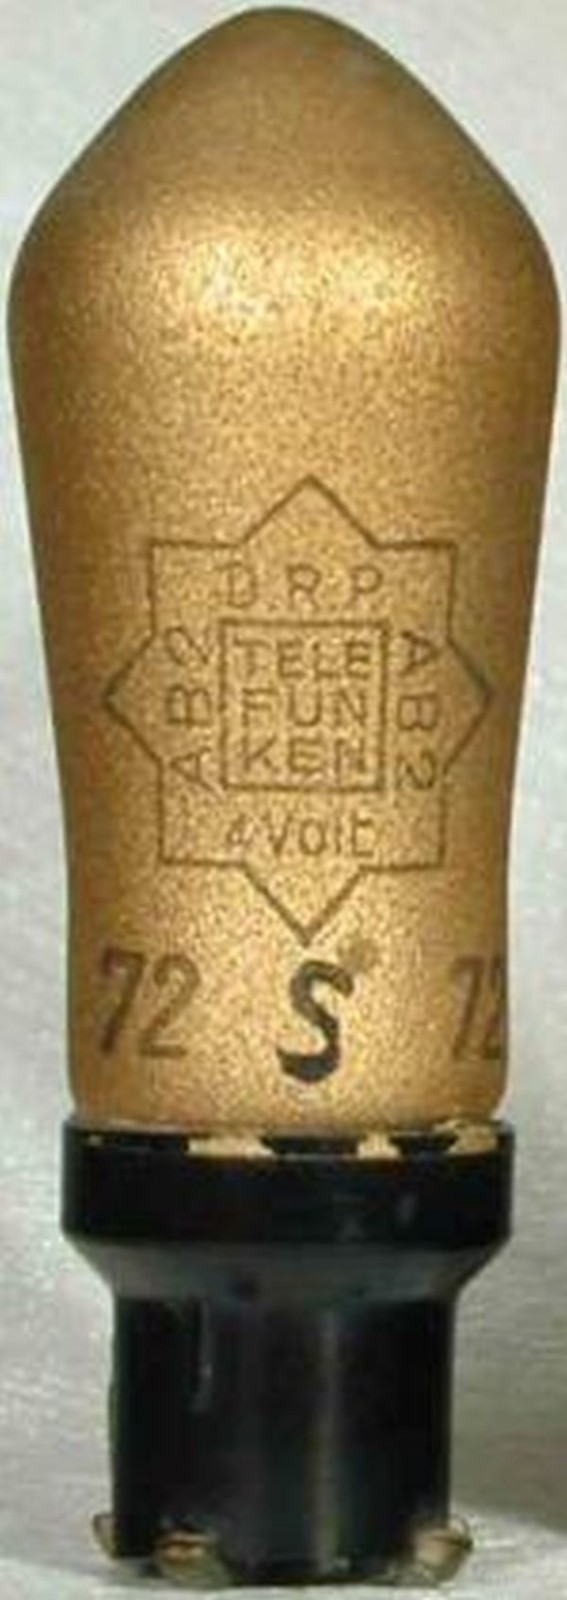 D.R.P
AB2
TELE
FUN
KEN
AB2
4 Volt
72 S 72